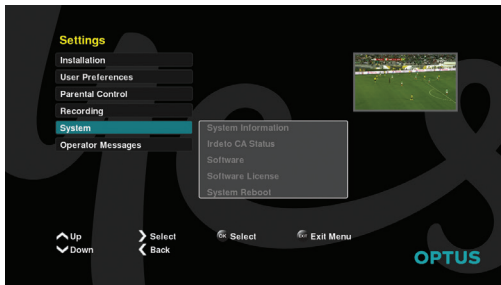 Settings
Installation
User Preferences
Parental Control
Recording
System
Operator Messages
System Information
Irdeto CA Status
Software
Software License
System Reboot
Up
Select
OK Select
EXIT Exit Menu
Down
Back
OPTUS